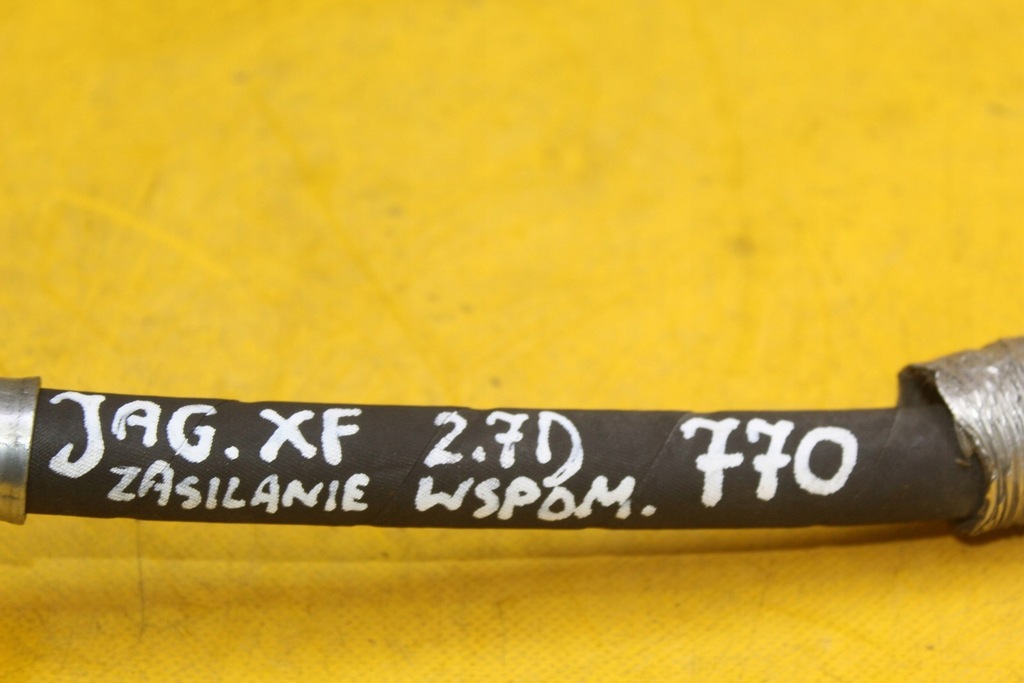 JAG. XF 2.7D 770
ZASILANIE WSPOM.